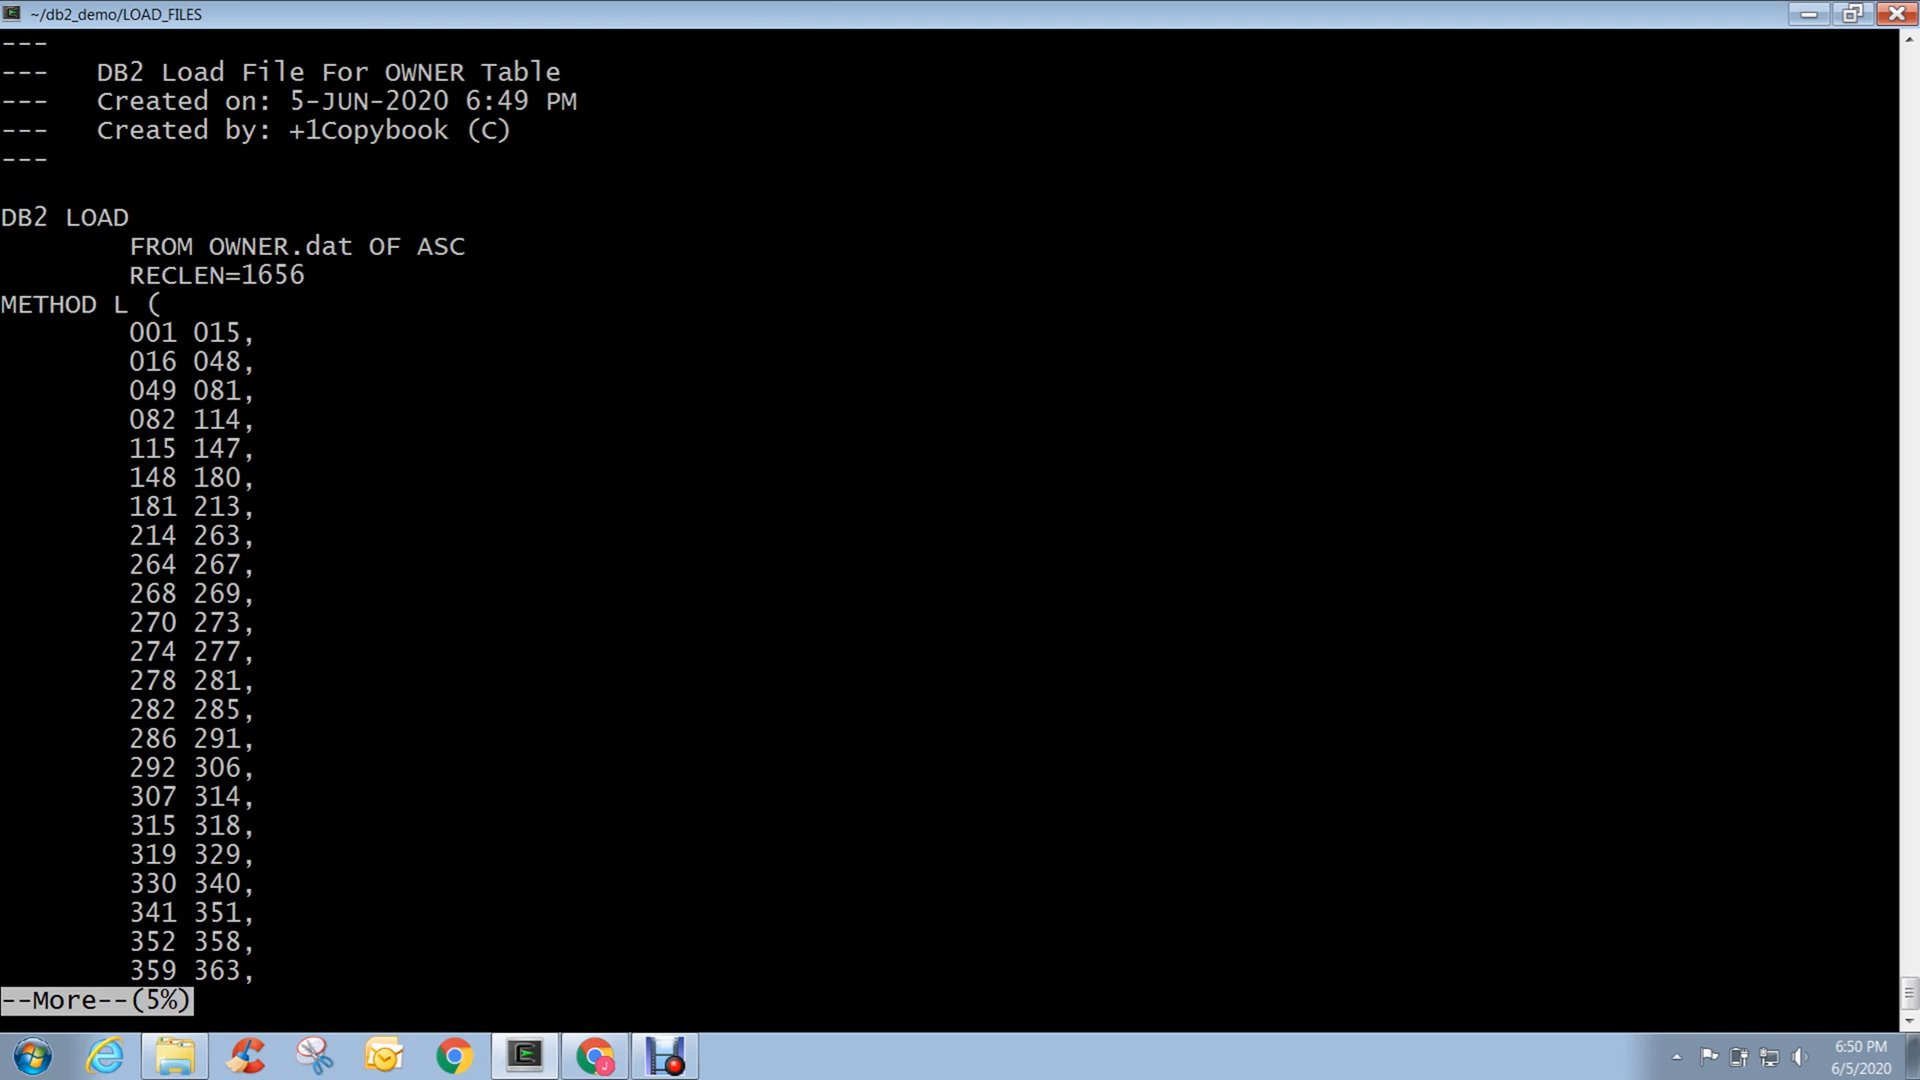 ~/db2_demo/LOAD_FILES
---
---   DB2 Load File For OWNER Table
---   Created on: 5-JUN-2020 6:49 PM
---   Created by: +1Copybook (C)
---
DB2 LOAD
        FROM OWNER.dat OF ASC
        RECLEN=1656
METHOD L (
        001 015,
        016 048,
        049 081,
        082 114,
        115 147,
        148 180,
        181 213,
        214 263,
        264 267,
        268 269,
        270 273,
        274 277,
        278 281,
        282 285,
        286 291,
        292 306,
        307 314,
        315 318,
        319 329,
        330 340,
        341 351,
        352 358,
        359 363,
--More--(5%)
6:50 PM
6/5/2020